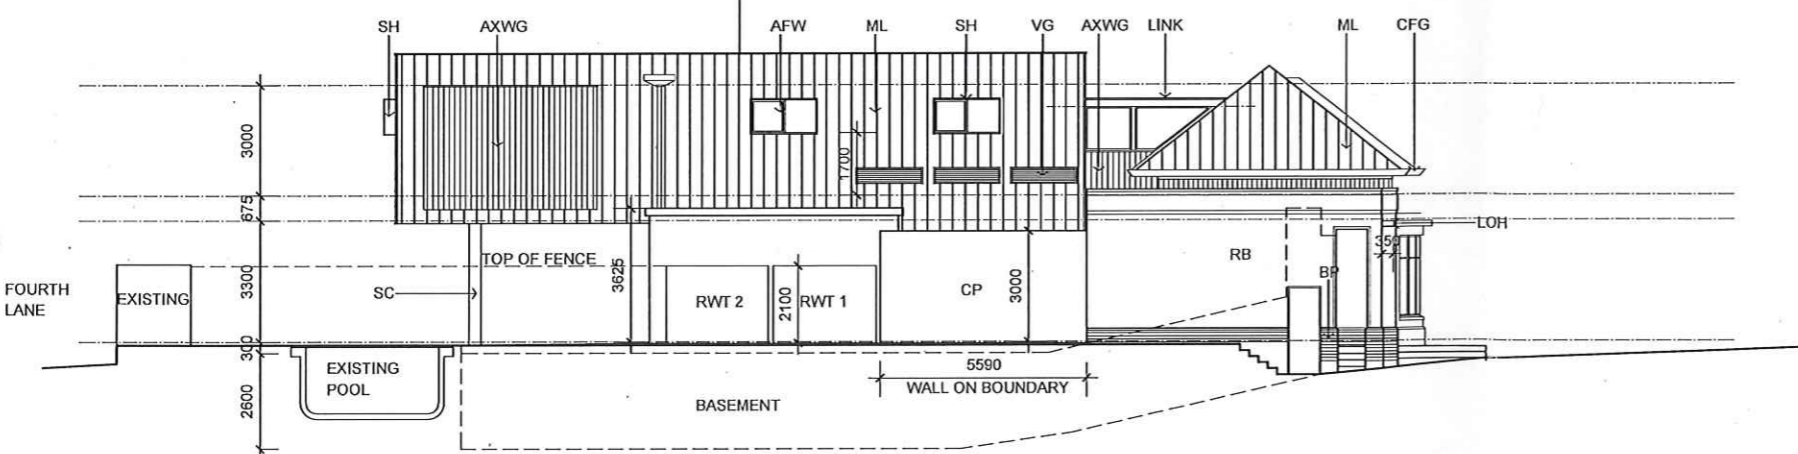 SH AXWG AFW ML SH VG AXWG LINK ML CFG
3000
1700
675
LOH
359
TOP OF FENCE
3625
RB
FOURTH
LANE
EXISTING
3300
SC
RWT 2
2100
RWT 1
CP
3000
BP
300
EXISTING
POOL
5590
WALL ON BOUNDARY
2600
BASEMENT